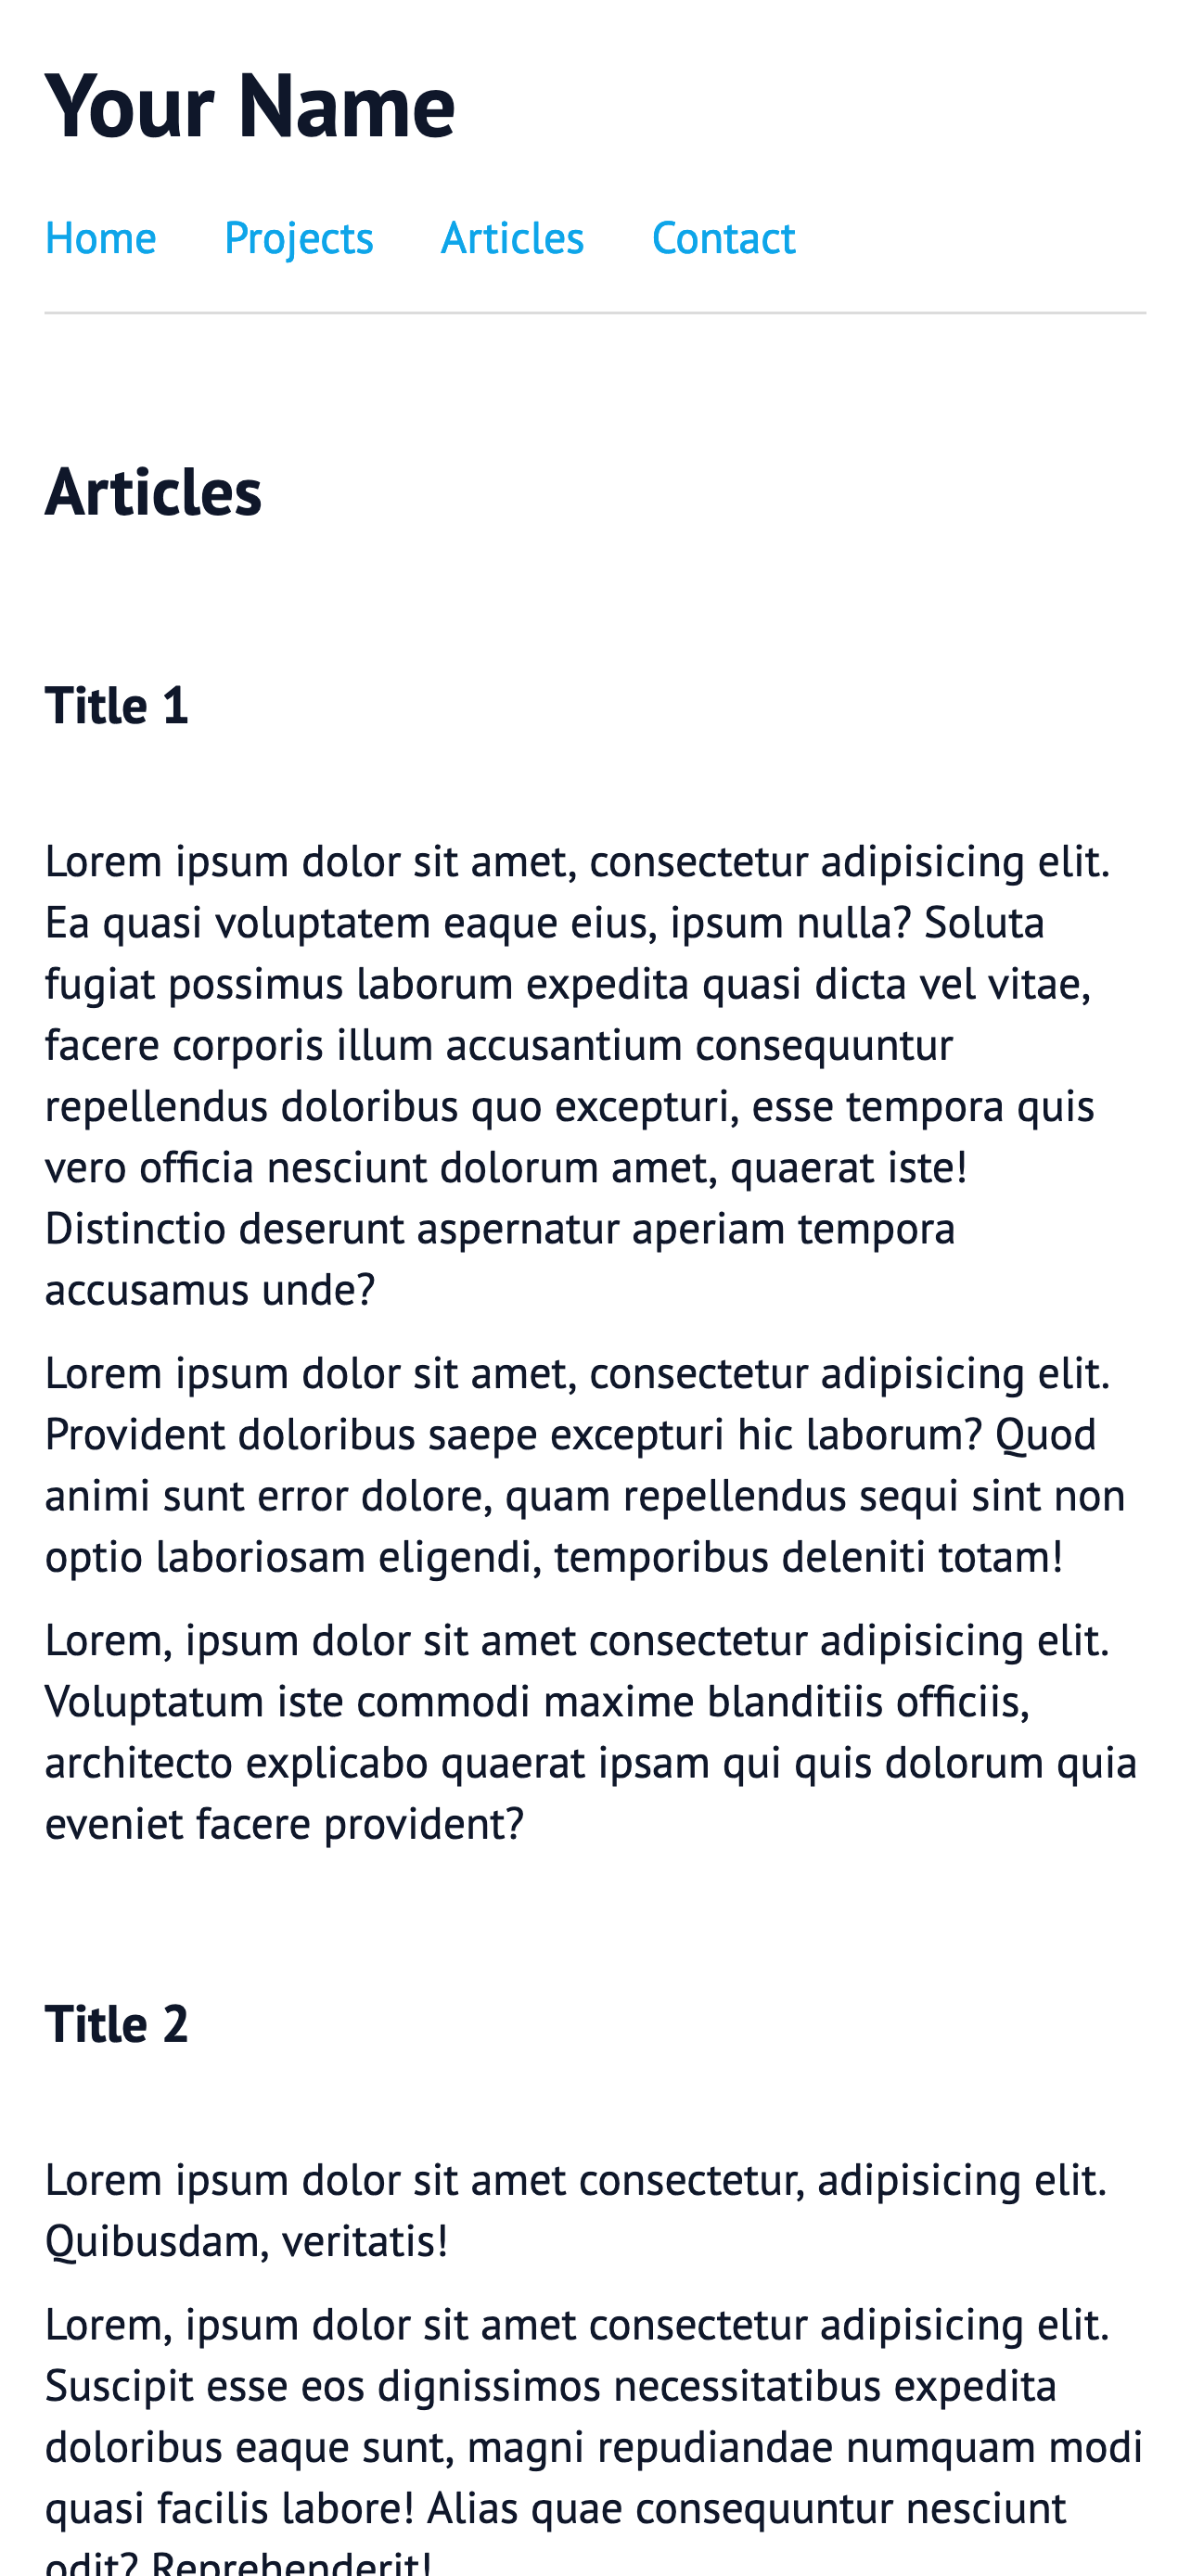 Your Name
Home Projects Articles Contact
Articles
Title 1
Lorem ipsum dolor sit amet, consectetur adipisicing elit.
Ea quasi voluptatem eaque eius, ipsum nulla? Soluta
fugiat possimus laborum expedita quasi dicta vel vitae,
facere corporis illum accusantium consequuntur
repellendus doloribus quo excepturi, esse tempora quis
vero officia nesciunt dolorum amet, quaerat iste!
Distinctio deserunt aspernatur aperiam tempora
accusamus unde?
Lorem ipsum dolor sit amet, consectetur adipisicing elit.
Provident doloribus saepe excepturi hic laborum? Quod
animi sunt error dolore, quam repellendus sequi sint non
optio laboriosam eligendi, temporibus deleniti totam!
Lorem, ipsum dolor sit amet consectetur adipisicing elit.
Voluptatum iste commodi maxime blanditiis officiis,
architecto explicabo quaerat ipsam qui quis dolorum quia
eveniet facere provident?
Title 2
Lorem ipsum dolor sit amet consectetur, adipisicing elit.
Quibusdam, veritatis!
Lorem, ipsum dolor sit amet consectetur adipisicing elit.
Suscipit esse eos dignissimos necessitatibus expedita
doloribus eaque sunt, magni repudiandae numquam modi
quasi facilis labore! Alias quae consequuntur nesciunt
odit? Reprehenderit!